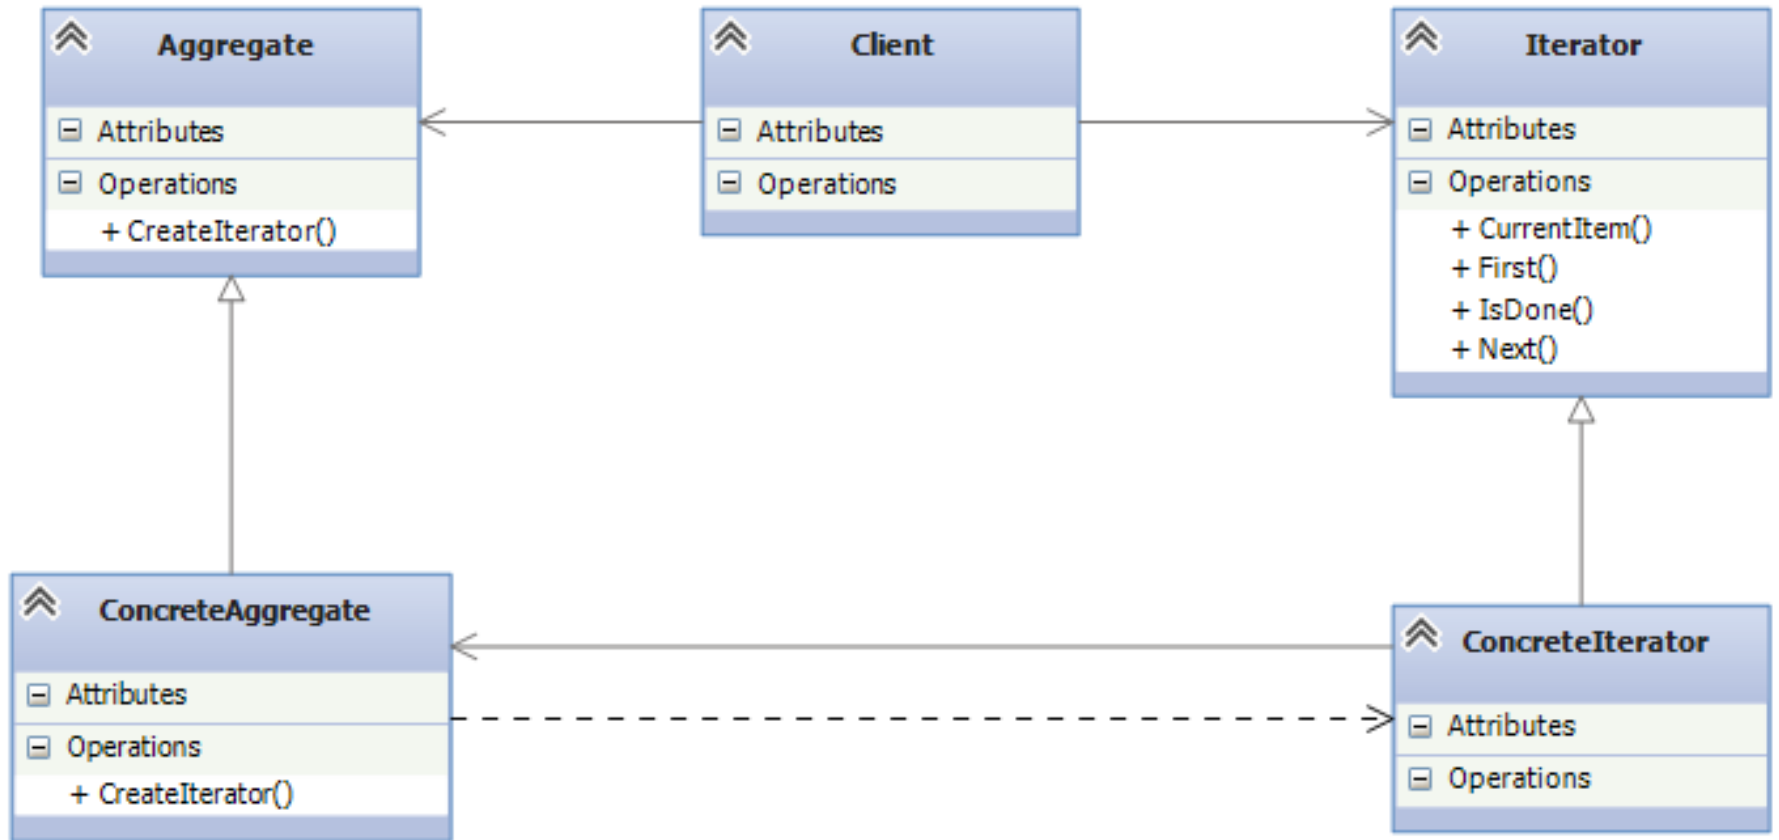 Aggregate
Attributes
Operations
+ CreateIterator()
Client
Attributes
Operations
Iterator
Attributes
Operations
+ CurrentItem()
+ First()
+ IsDone()
+ Next()
ConcreteAggregate
Attributes
Operations
+ CreateIterator()
ConcreteIterator
Attributes
Operations